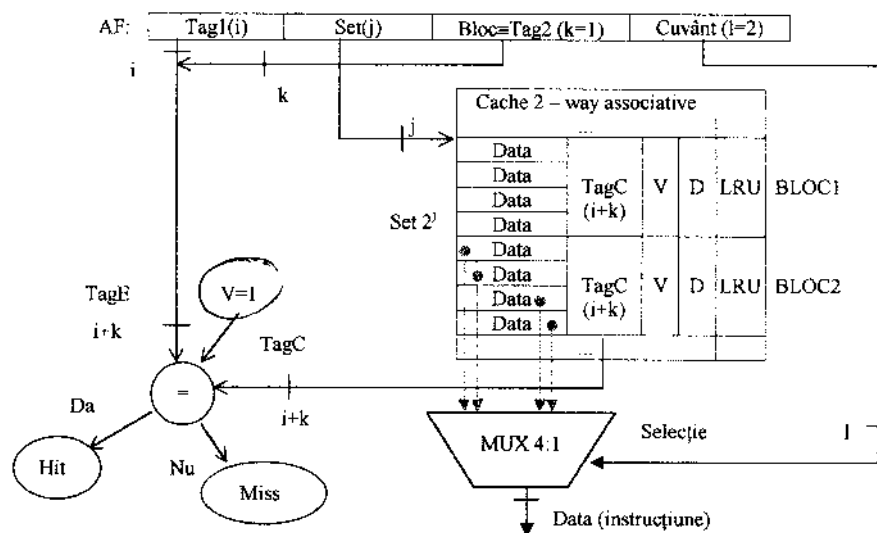 AF: Tag1(i) Set(j) Bloc≡Tag2 (k=1) Cuvânt (l=2)
i
k
Cache 2 – way associative
...
j
Data
Data
Data
Data
TagC
(i+k)
V
D
LRU
BLOC1
Set 2^j
Data
Data
Data
Data
TagC
(i+k)
V
D
LRU
BLOC2
...
TagE
i+k
V=1
TagC
=
i+k
Da
Nu
Hit
Miss
MUX 4:1
Selecție
l
Data (instrucțiune)